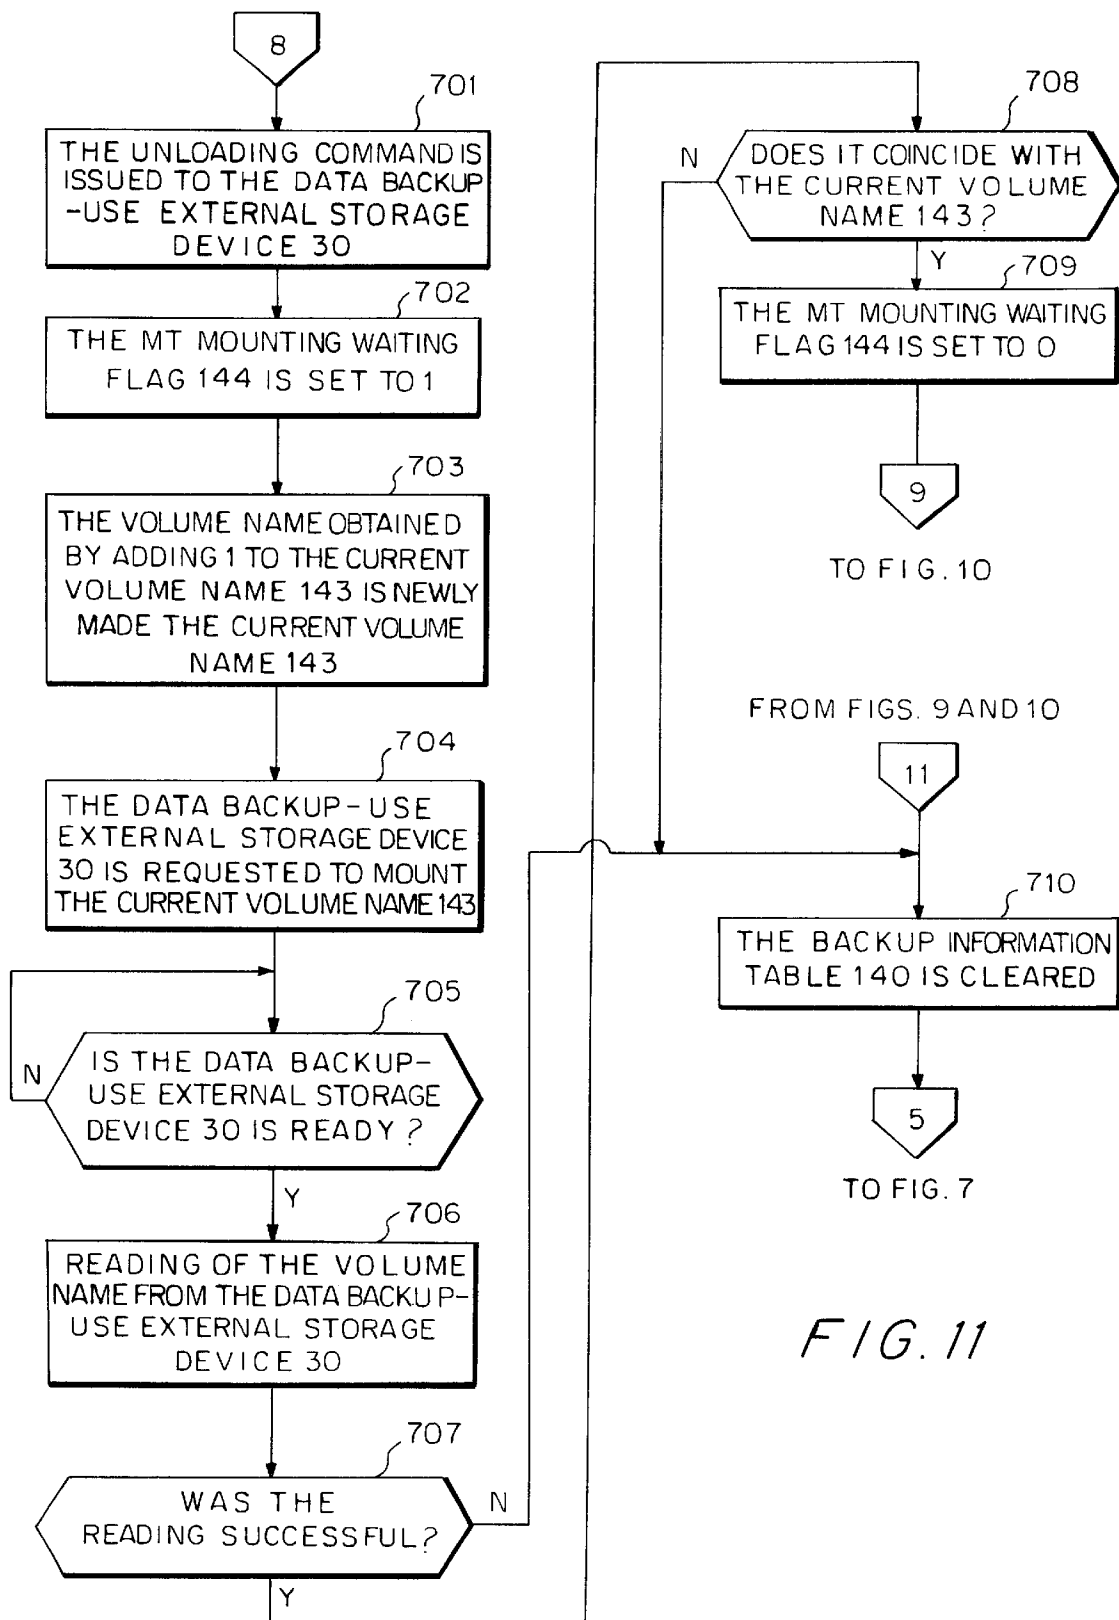 8
701
THE UNLOADING COMMAND IS
ISSUED TO THE DATA BACKUP
-USE EXTERNAL STORAGE
DEVICE 30
702
THE MT MOUNTING WAITING
FLAG 144 IS SET TO 1
703
THE VOLUME NAME OBTAINED
BY ADDING 1 TO THE CURRENT
VOLUME NAME 143 IS NEWLY
MADE THE CURRENT VOLUME
NAME 143
704
THE DATA BACKUP-USE
EXTERNAL STORAGE DEVICE
30 IS REQUESTED TO MOUNT
THE CURRENT VOLUME NAME 143
705
IS THE DATA BACKUP-
USE EXTERNAL STORAGE
DEVICE 30 IS READY?
N
Y
706
READING OF THE VOLUME
NAME FROM THE DATA BACKUP-
USE EXTERNAL STORAGE
DEVICE 30
707
WAS THE
READING SUCCESSFUL?
N
Y
708
DOES IT COINCIDE WITH
THE CURRENT VOLUME
NAME 143?
N
Y
709
THE MT MOUNTING WAITING
FLAG 144 IS SET TO 0
9
TO FIG. 10
FROM FIGS. 9 AND 10
11
710
THE BACKUP INFORMATION
TABLE 140 IS CLEARED
5
TO FIG. 7
FIG. 11